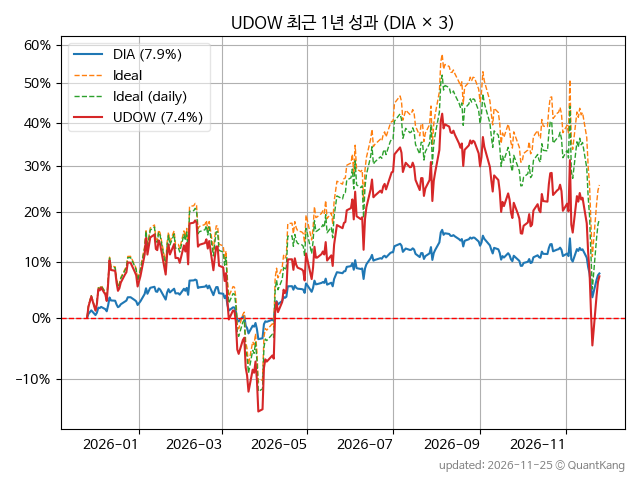 UDOW 최근 1년 성과 (DIA × 3)
60%
50%
40%
30%
20%
10%
0%
−10%
DIA (7.9%)
Ideal
Ideal (daily)
UDOW (7.4%)
2026-01
2026-03
2026-05
2026-07
2026-09
2026-11
updated: 2026-11-25 © QuantKang